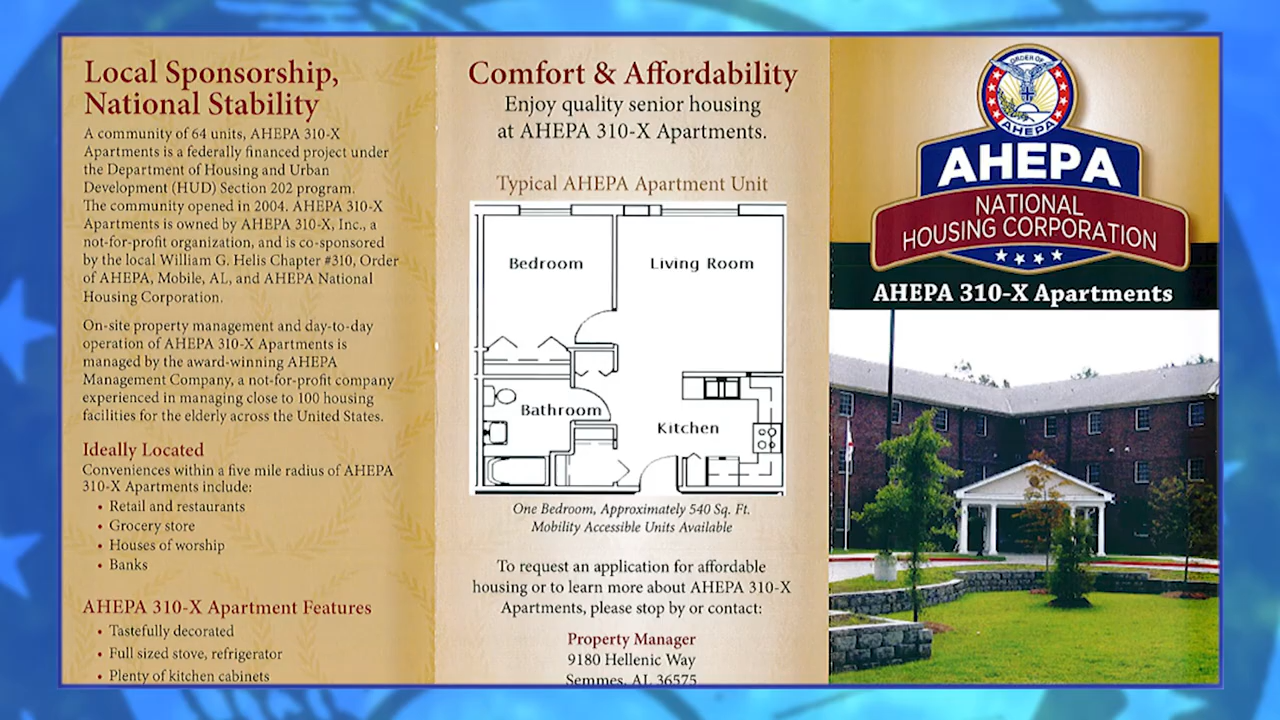 Local Sponsorship,
National Stability
A community of 64 units, AHEPA 310-X
Apartments is a federally financed project under
the Department of Housing and Urban
Development (HUD) Section 202 program.
The community opened in 2004. AHEPA 310-X
Apartments is owned by AHEPA 310-X, Inc., a
not-for-profit organization, and is co-sponsored
by the local William G. Helis Chapter #310, Order
of AHEPA, Mobile, AL, and AHEPA National
Housing Corporation.
On-site property management and day-to-day
operation of AHEPA 310-X Apartments is
managed by the award-winning AHEPA
Management Company, a not-for-profit company
experienced in managing close to 100 housing
facilities for the elderly across the United States.
Ideally Located
Conveniences within a five mile radius of AHEPA
310-X Apartments include:
• Retail and restaurants
• Grocery store
• Houses of worship
• Banks
AHEPA 310-X Apartment Features
• Tastefully decorated
• Full sized stove, refrigerator
• Plenty of kitchen cabinets
Comfort & Affordability
Enjoy quality senior housing
at AHEPA 310-X Apartments.
Typical AHEPA Apartment Unit
Bedroom
Living Room
Bathroom
Kitchen
One Bedroom, Approximately 540 Sq. Ft.
Mobility Accessible Units Available
To request an application for affordable
housing or to learn more about AHEPA 310-X
Apartments, please stop by or contact:
Property Manager
9180 Hellenic Way
Semmes, AL 36575
ORDER OF
AHEPA
AHEPA
NATIONAL
HOUSING CORPORATION
AHEPA 310-X Apartments